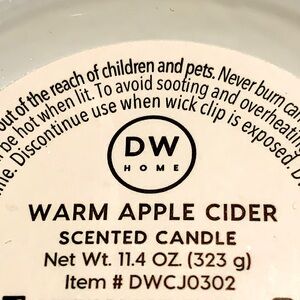 out of the reach of children and pets. Never burn
be hot when lit. To avoid sooting and overheating
Discontinue use when wick clip is exposed.
DW
HOME
WARM APPLE CIDER
SCENTED CANDLE
Net Wt. 11.4 OZ. (323 g)
Item # DWCJ0302